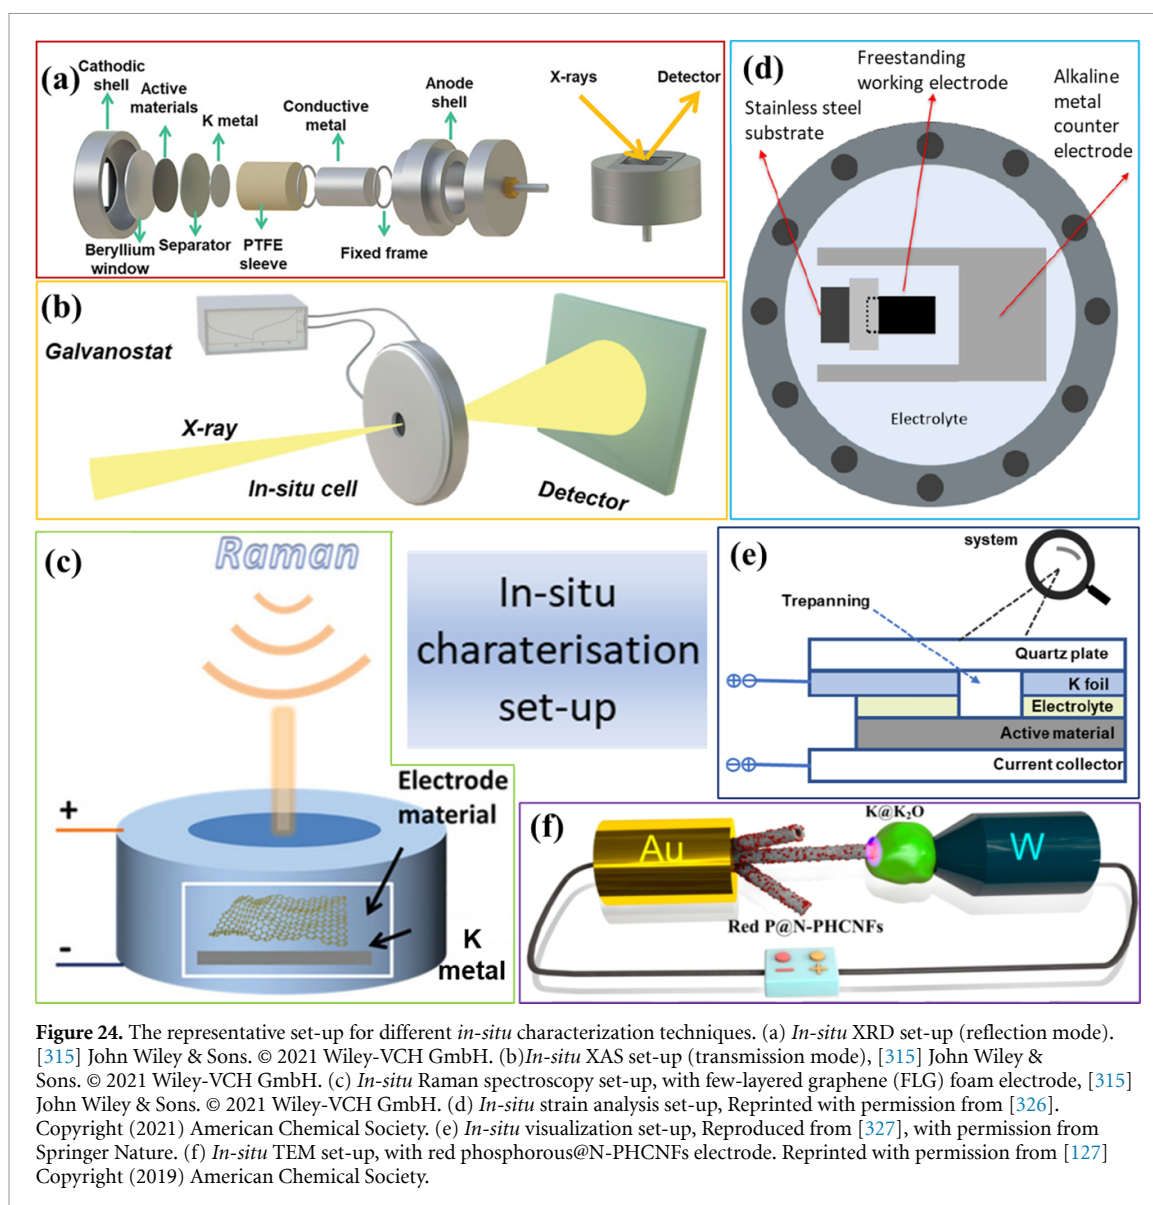 (a)
Cathodic
shell
Active
materials
K metal
Conductive
metal
Anode
shell
X-rays
Detector
Beryllium
window
Separator
PTFE
sleeve
Fixed frame
(b)
Galvanostat
X-ray
In-situ cell
Detector
(d)
Freestanding
working electrode
Stainless steel
substrate
Alkaline
metal
counter
electrode
Electrolyte
(c)
Raman
+
-
Electrode
material
K
metal
In-situ
charaterisation
set-up
(e)
system
Trepanning
Quartz plate
K foil
Electrolyte
Active material
Current collector
(f)
Au
K@K₂O
W
Red P@N-PHCNFs
Figure 24. The representative set-up for different in-situ characterization techniques. (a) In-situ XRD set-up (reflection mode).
[315] John Wiley & Sons. © 2021 Wiley-VCH GmbH. (b)In-situ XAS set-up (transmission mode), [315] John Wiley &
Sons. © 2021 Wiley-VCH GmbH. (c) In-situ Raman spectroscopy set-up, with few-layered graphene (FLG) foam electrode, [315]
John Wiley & Sons. © 2021 Wiley-VCH GmbH. (d) In-situ strain analysis set-up, Reprinted with permission from [326].
Copyright (2021) American Chemical Society. (e) In-situ visualization set-up, Reproduced from [327], with permission from
Springer Nature. (f) In-situ TEM set-up, with red phosphorous@N-PHCNFs electrode. Reprinted with permission from [127]
Copyright (2019) American Chemical Society.